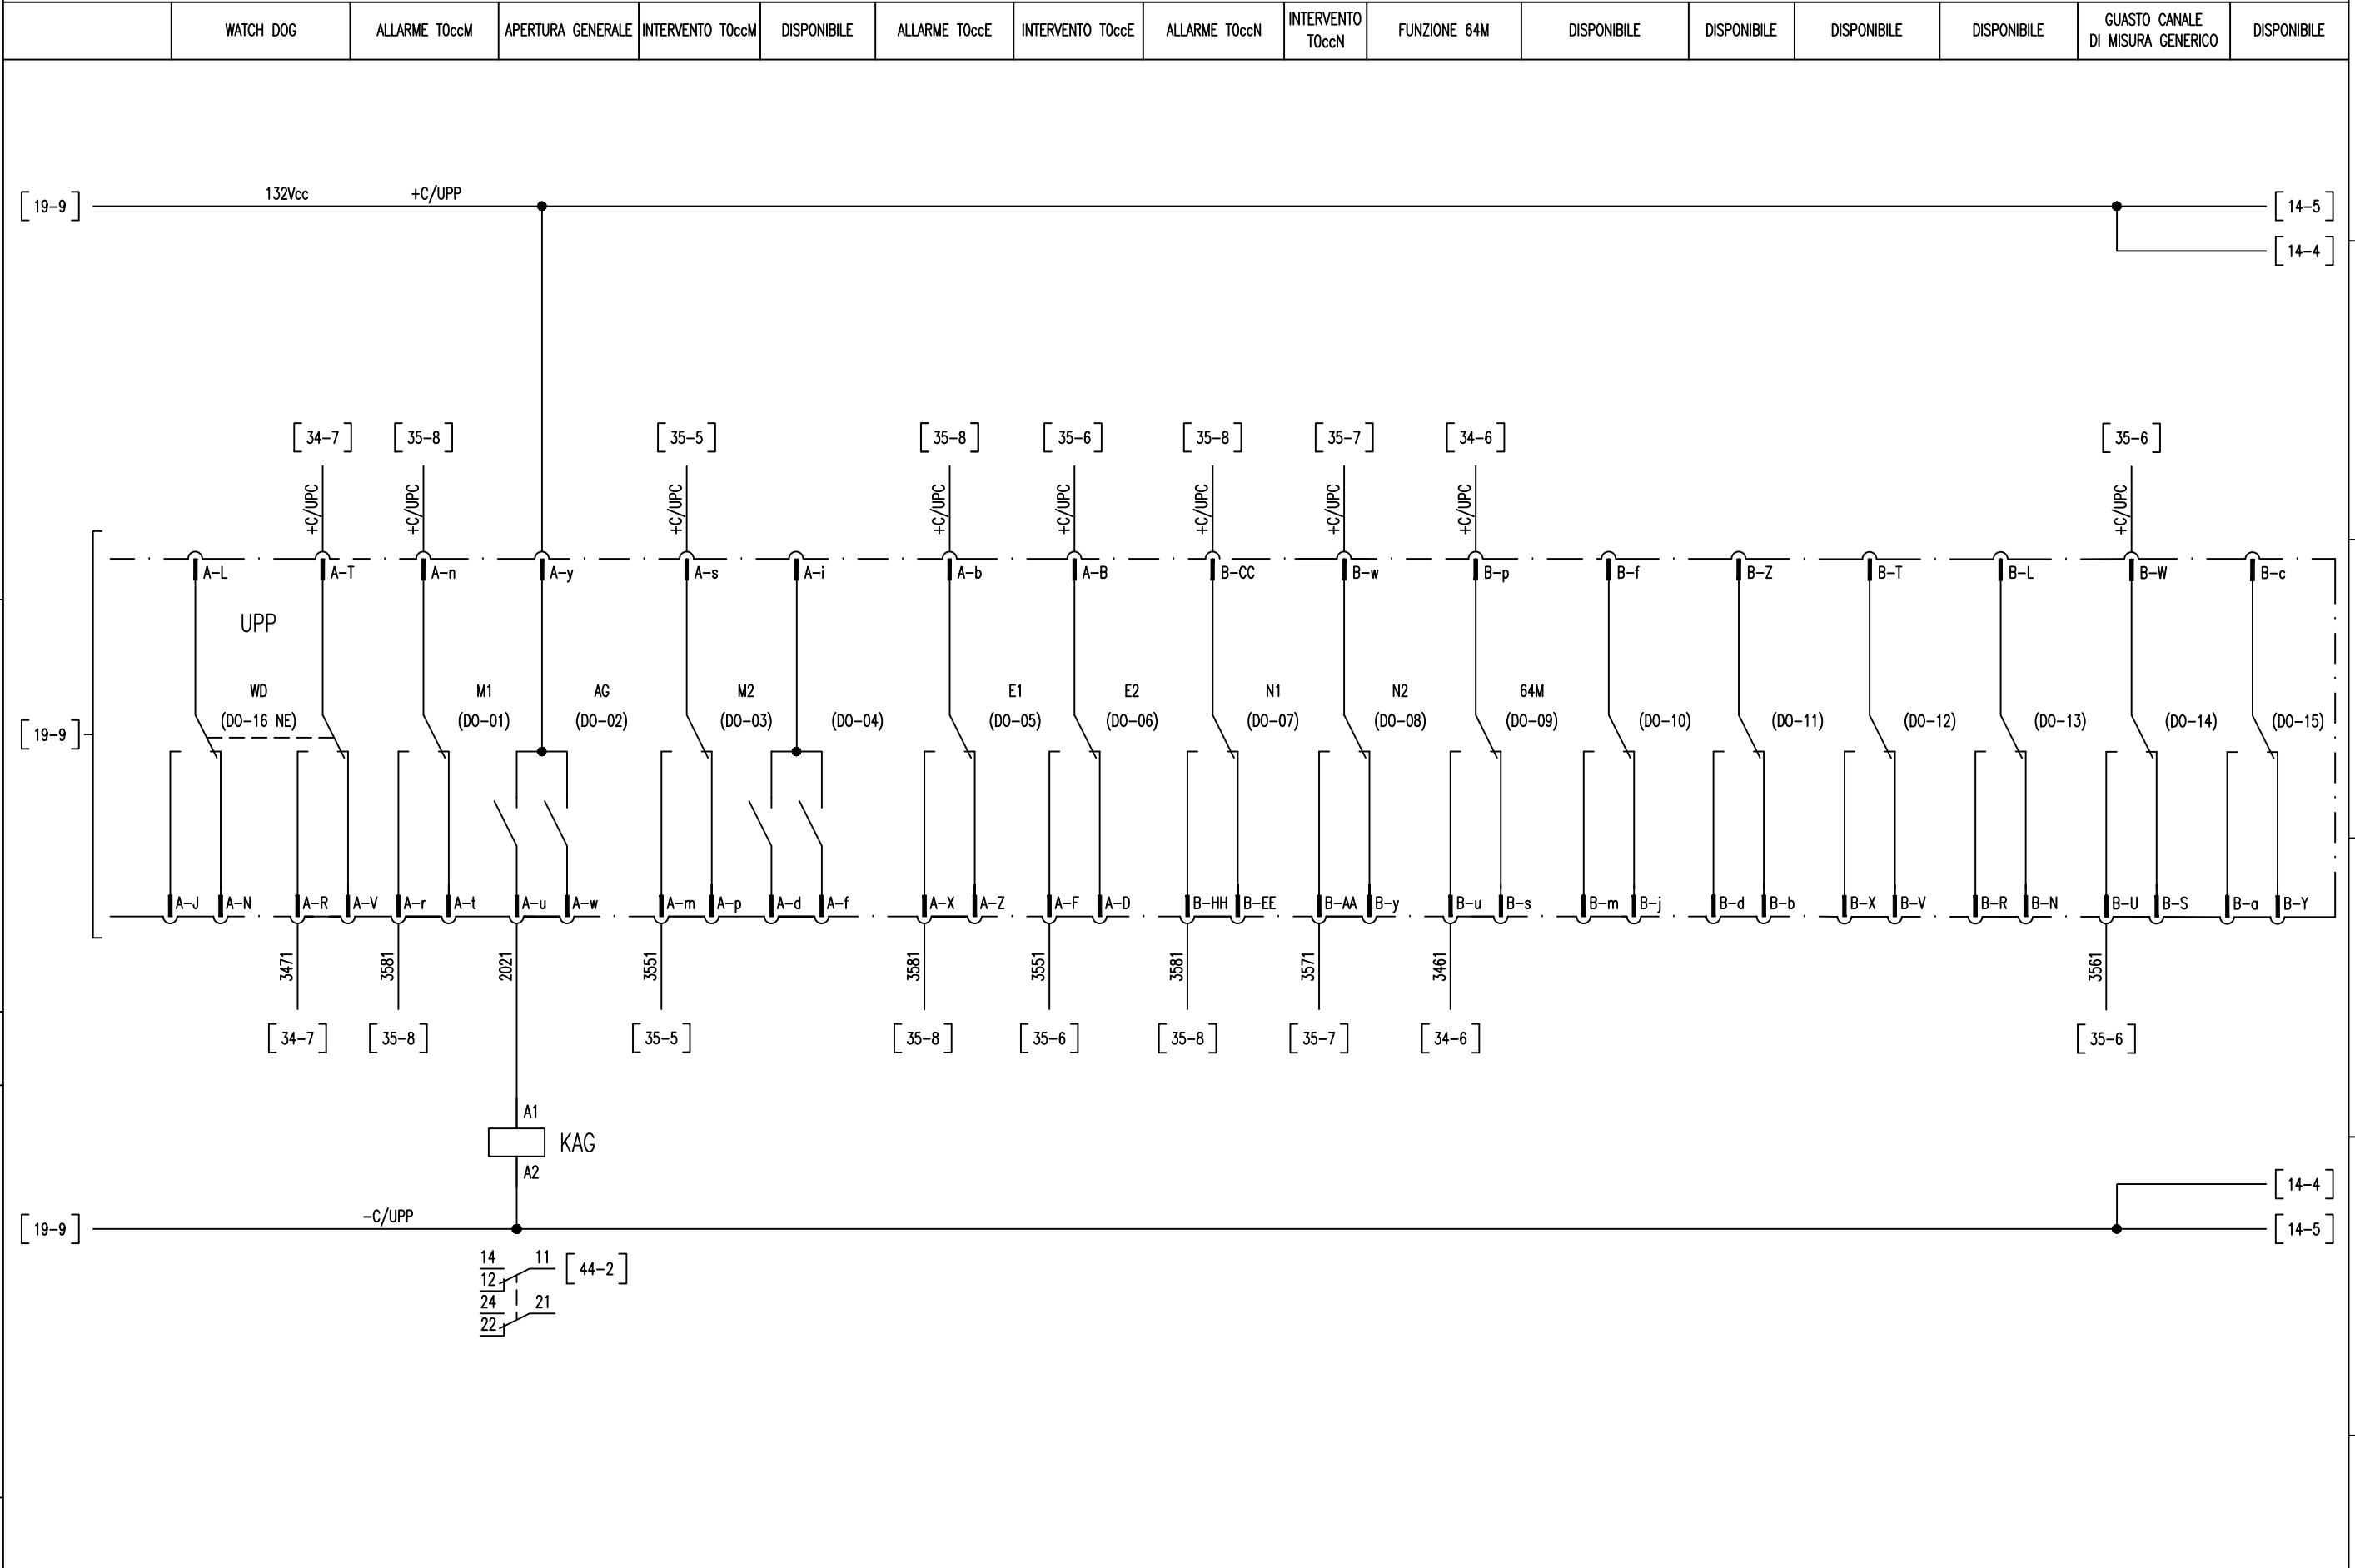 WATCH DOG
ALLARME TOccM
APERTURA GENERALE
INTERVENTO TOccM
DISPONIBILE
ALLARME TOccE
INTERVENTO TOccE
ALLARME TOccN
INTERVENTO
TOccN
FUNZIONE 64M
DISPONIBILE
DISPONIBILE
DISPONIBILE
DISPONIBILE
GUASTO CANALE
DI MISURA GENERICO
DISPONIBILE
19-9
132Vcc
+C/UPP
14-5
14-4
34-7
35-8
35-5
35-8
35-6
35-8
35-7
34-6
35-6
+C/UPC
+C/UPC
+C/UPC
+C/UPC
+C/UPC
+C/UPC
+C/UPC
+C/UPC
+C/UPC
A-L
A-T
A-n
A-y
A-s
A-i
A-b
A-B
B-CC
B-w
B-p
B-f
B-Z
B-T
B-L
B-W
B-c
UPP
WD
M1
AG
M2
E1
E2
N1
N2
64M
19-9
(DO-16 NE)
(DO-01)
(DO-02)
(DO-03)
(DO-04)
(DO-05)
(DO-06)
(DO-07)
(DO-08)
(DO-09)
(DO-10)
(DO-11)
(DO-12)
(DO-13)
(DO-14)
(DO-15)
A-J
A-N
A-R
A-V
A-r
A-t
A-u
A-w
A-m
A-p
A-d
A-f
A-X
A-Z
A-F
A-D
B-HH
B-EE
B-AA
B-y
B-u
B-s
B-m
B-j
B-d
B-b
B-X
B-V
B-R
B-N
B-U
B-S
B-a
B-Y
3471
3581
2021
3551
3581
3551
3581
3571
3461
3561
34-7
35-8
35-5
35-8
35-6
35-8
35-7
34-6
35-6
A1
KAG
A2
14-4
19-9
-C/UPP
14-5
14
11
44-2
12
24
21
22